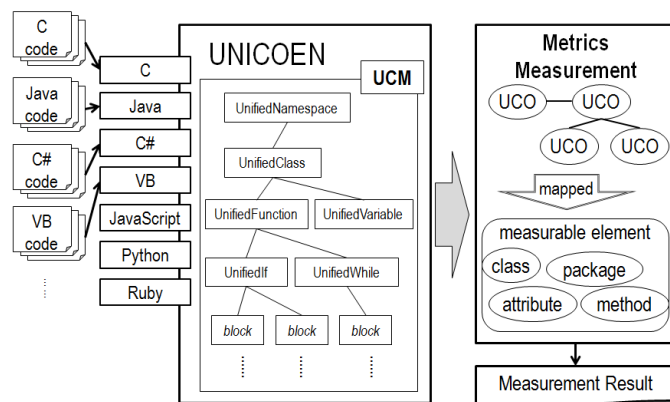 C
code
Java
code
C#
code
VB
code
C
Java
C#
VB
JavaScript
Python
Ruby
UNICOEN
UCM
UnifiedNamespace
UnifiedClass
UnifiedFunction
UnifiedVariable
UnifiedIf
UnifiedWhile
block
block
block
Metrics
Measurement
UCO
UCO
UCO
UCO
mapped
measurable element
class
package
attribute
method
Measurement Result